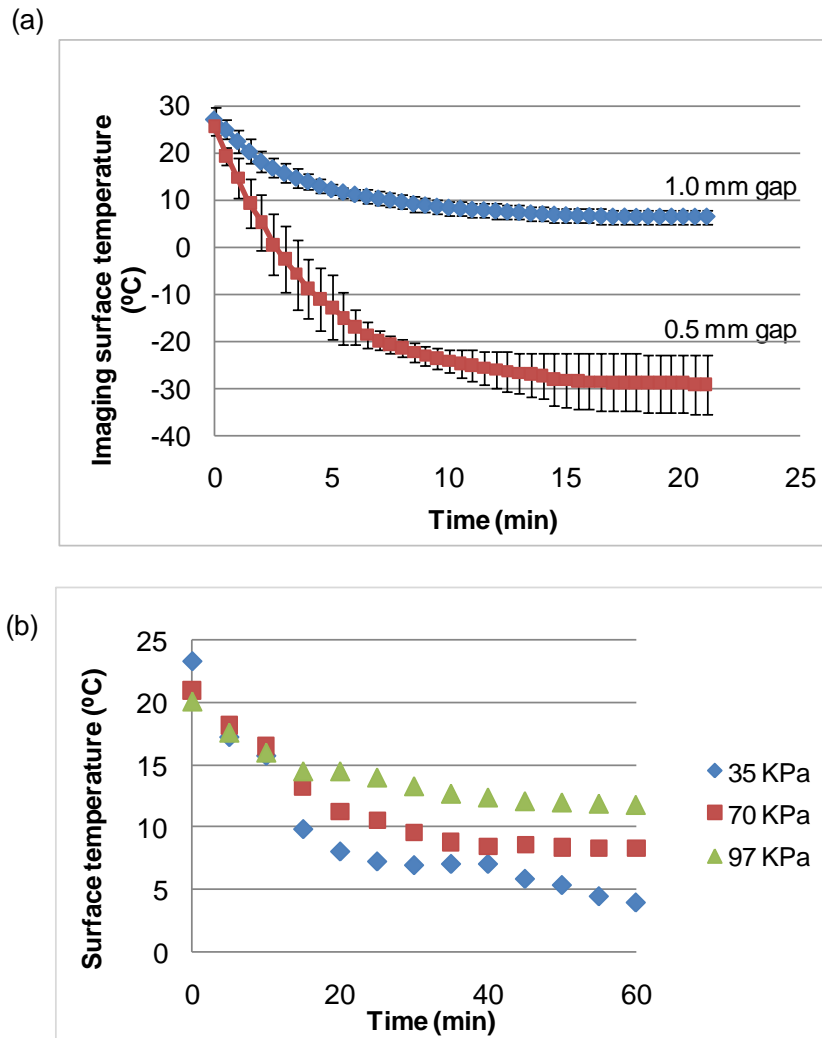 (a)
30
20
10
0
-10
-20
-30
-40
Imaging surface temperature
(ºC)
1.0 mm gap
0.5 mm gap
0 5 10 15 20 25
Time (min)
(b)
25
20
15
10
5
0
Surface temperature (ºC)
35 KPa
70 KPa
97 KPa
0 20 40 60
Time (min)